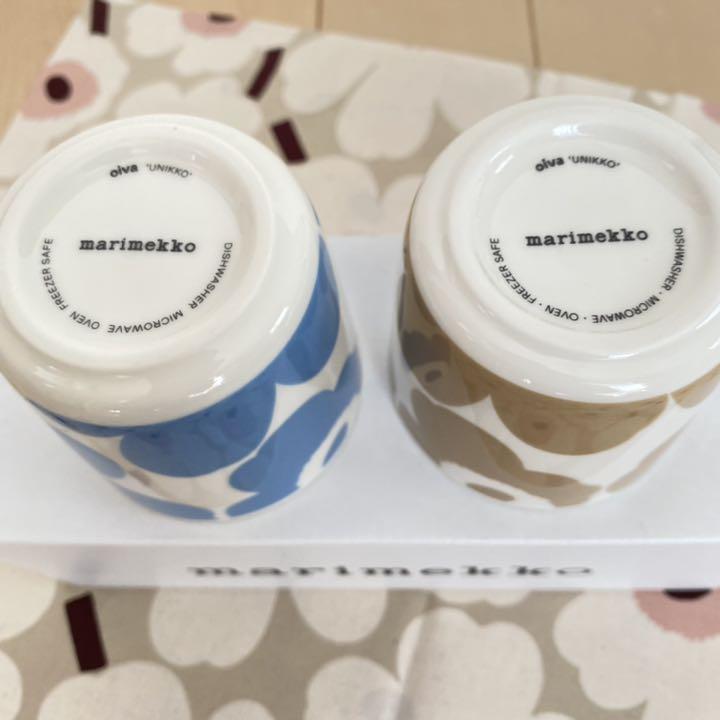 oiva 'UNIKKO'
marimekko
DISHWASHER MICROWAVE OVEN FREEZER SAFE
oiva 'UNIKKO'
marimekko
DISHWASHER · MICROWAVE · OVEN · FREEZER SAFE
marimekko